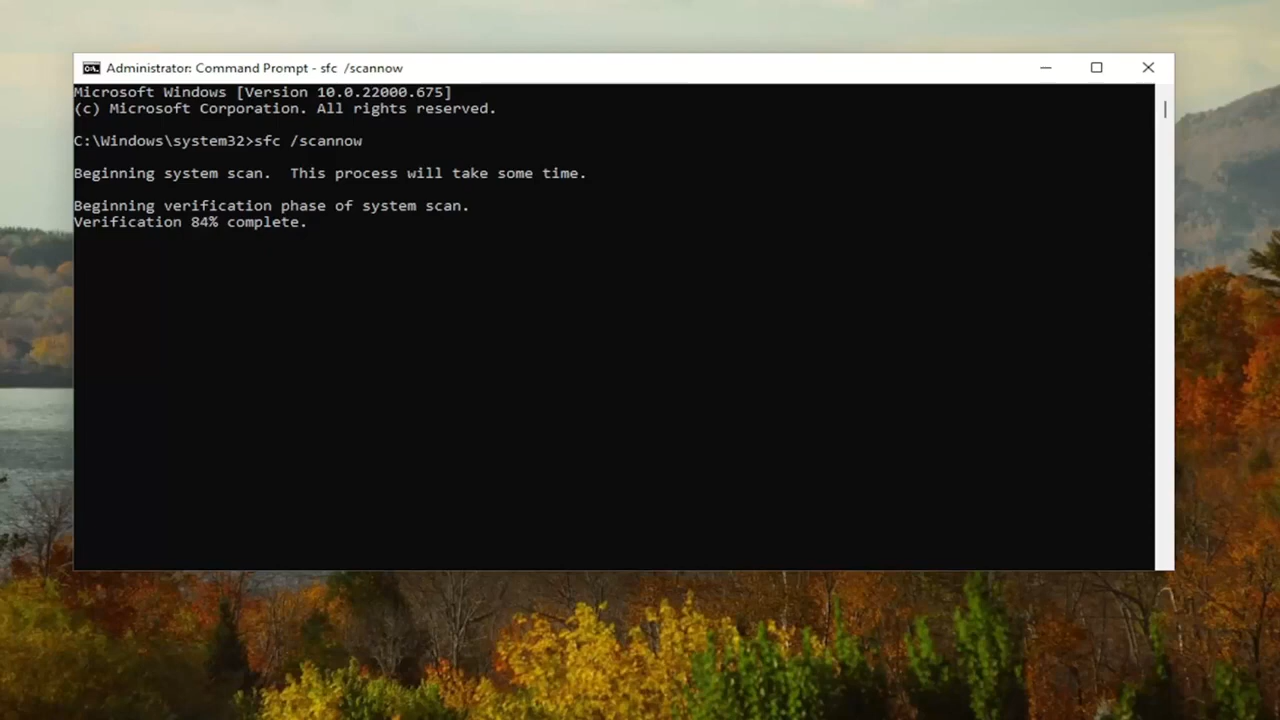 Administrator: Command Prompt - sfc  /scannow
Microsoft Windows [Version 10.0.22000.675]
(c) Microsoft Corporation. All rights reserved.
C:\Windows\system32>sfc /scannow
Beginning system scan.  This process will take some time.
Beginning verification phase of system scan.
Verification 84% complete.